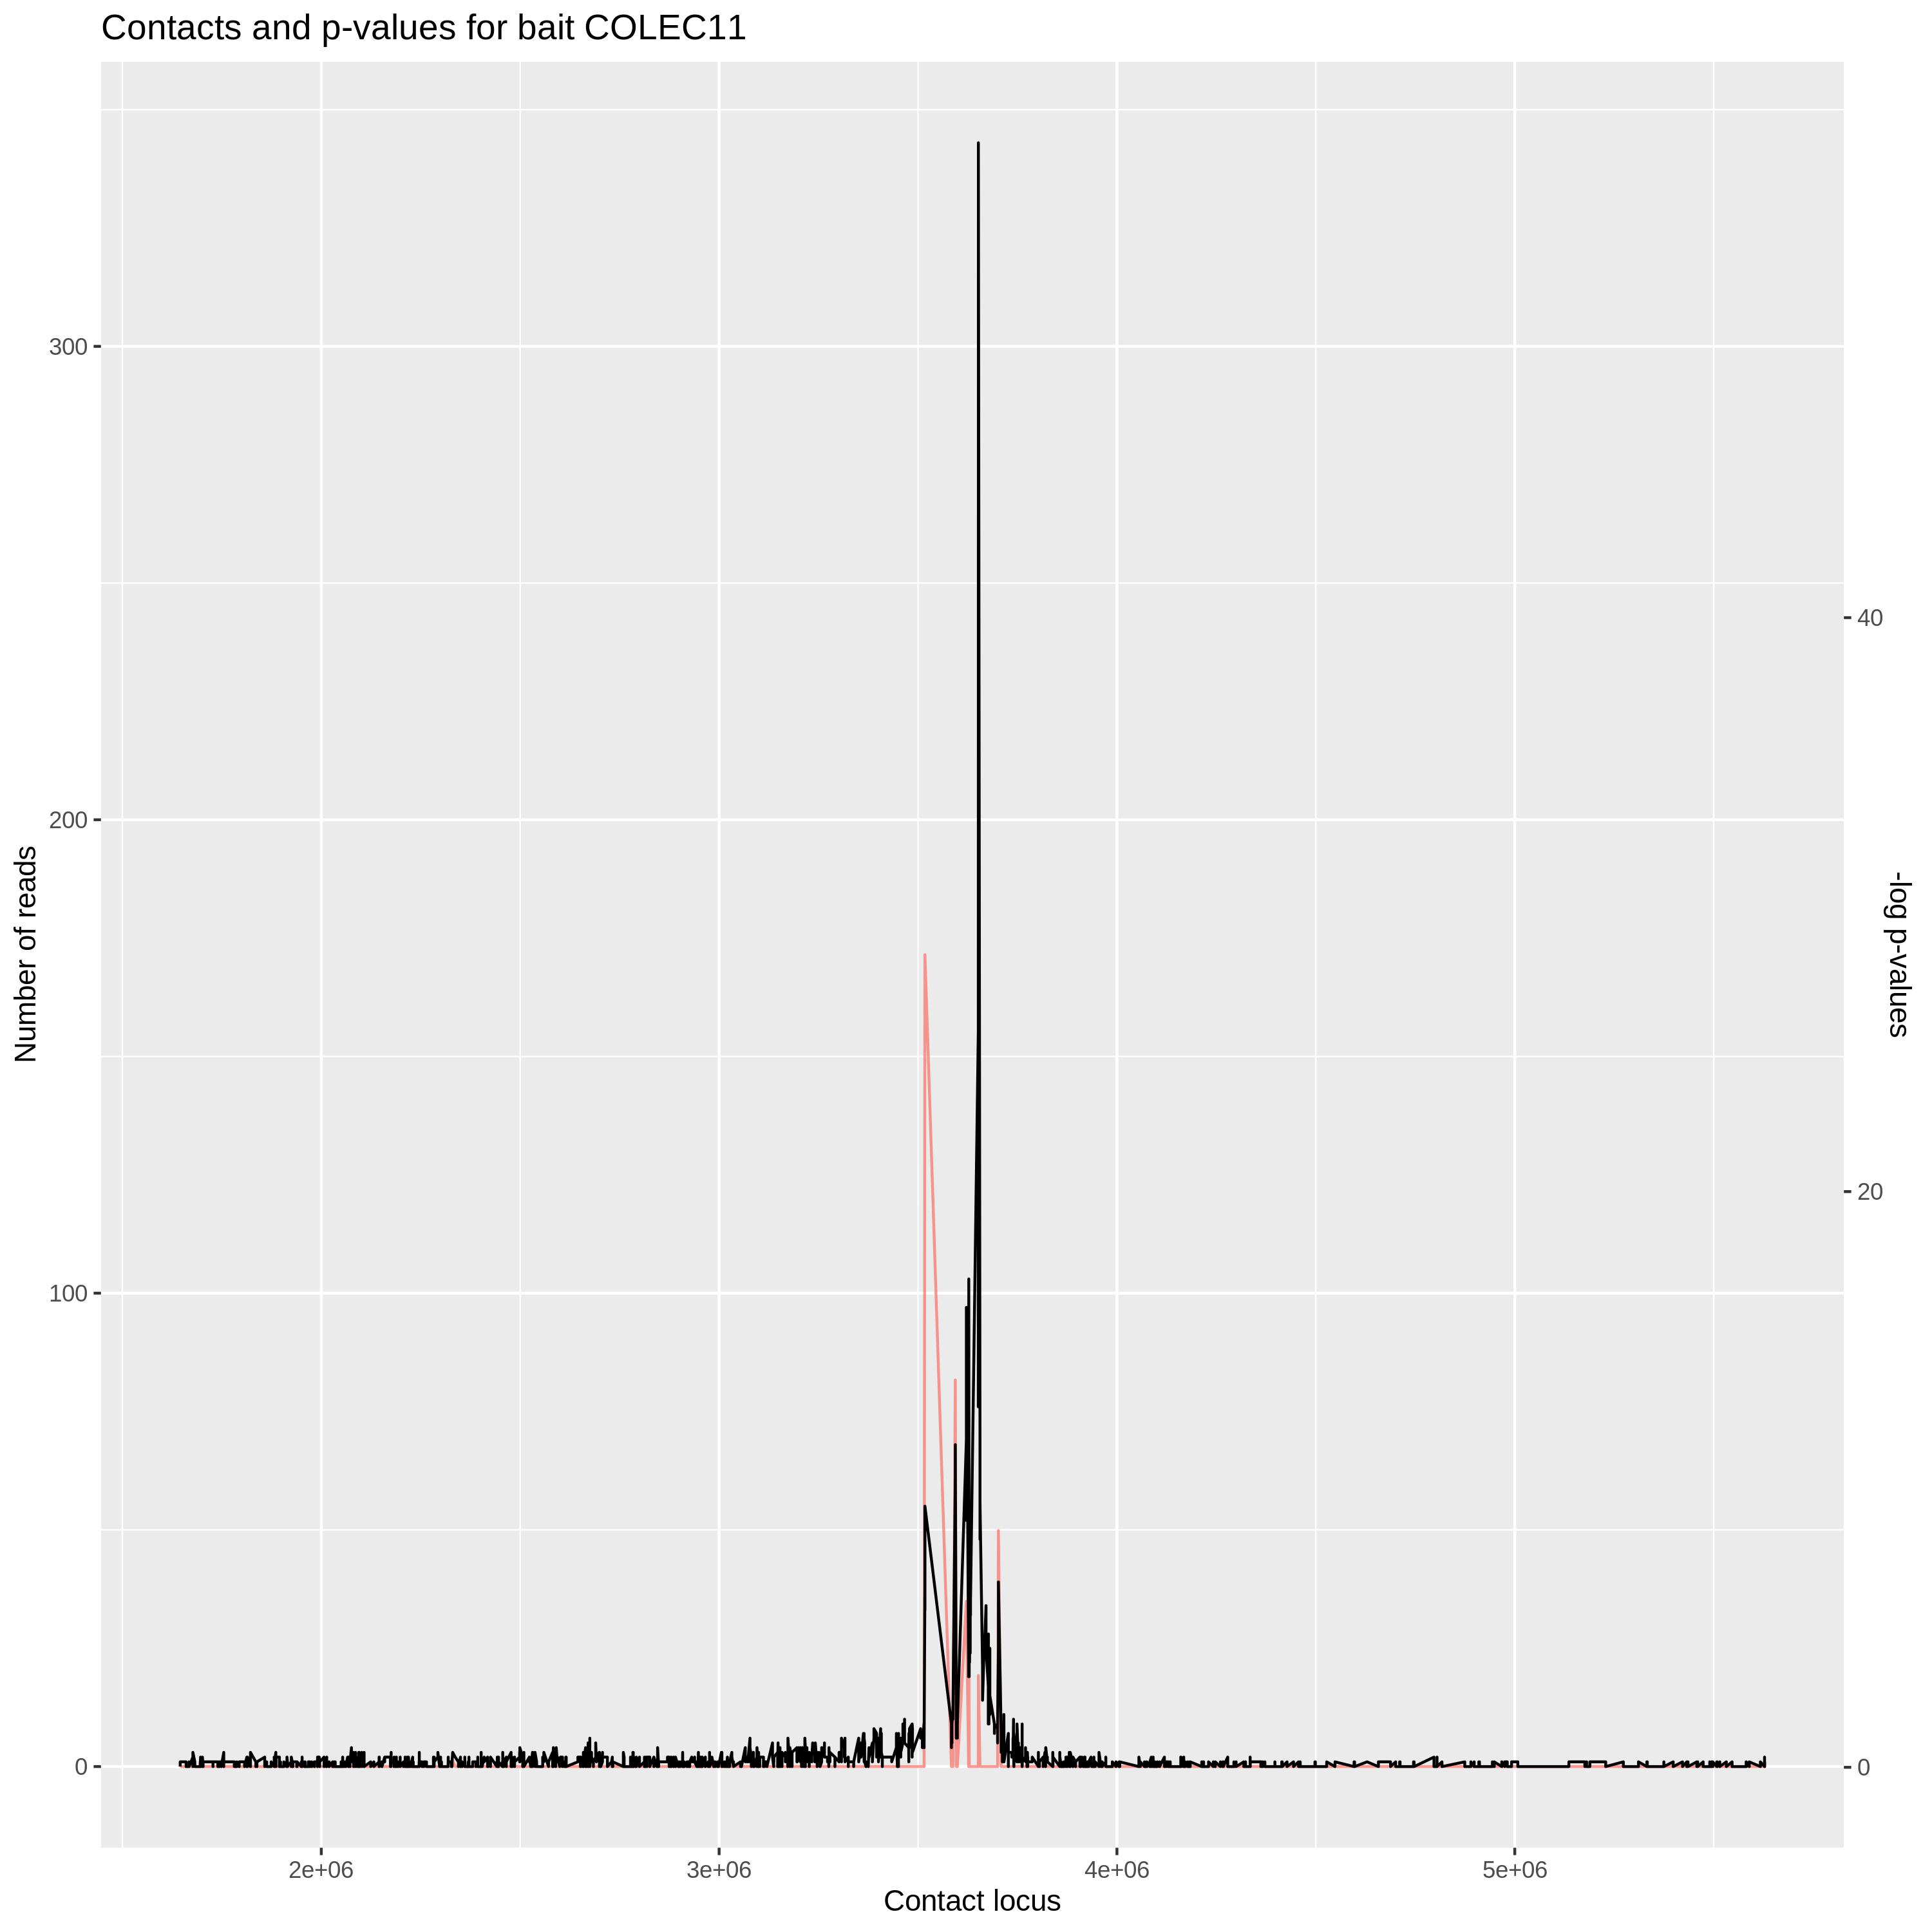 Contacts and p-values for bait COLEC11
300
200
100
0
Number of reads
40
20
0
-log p-values
2e+06
3e+06
4e+06
5e+06
Contact locus